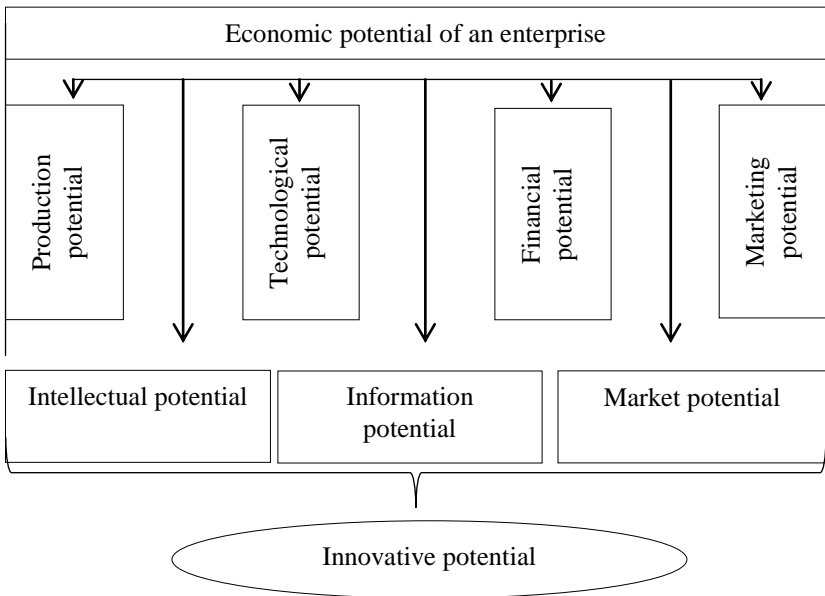 Economic potential of an enterprise
Production
potential
Technological
potential
Financial
potential
Marketing
potential
Intellectual potential
Information
potential
Market potential
Innovative potential